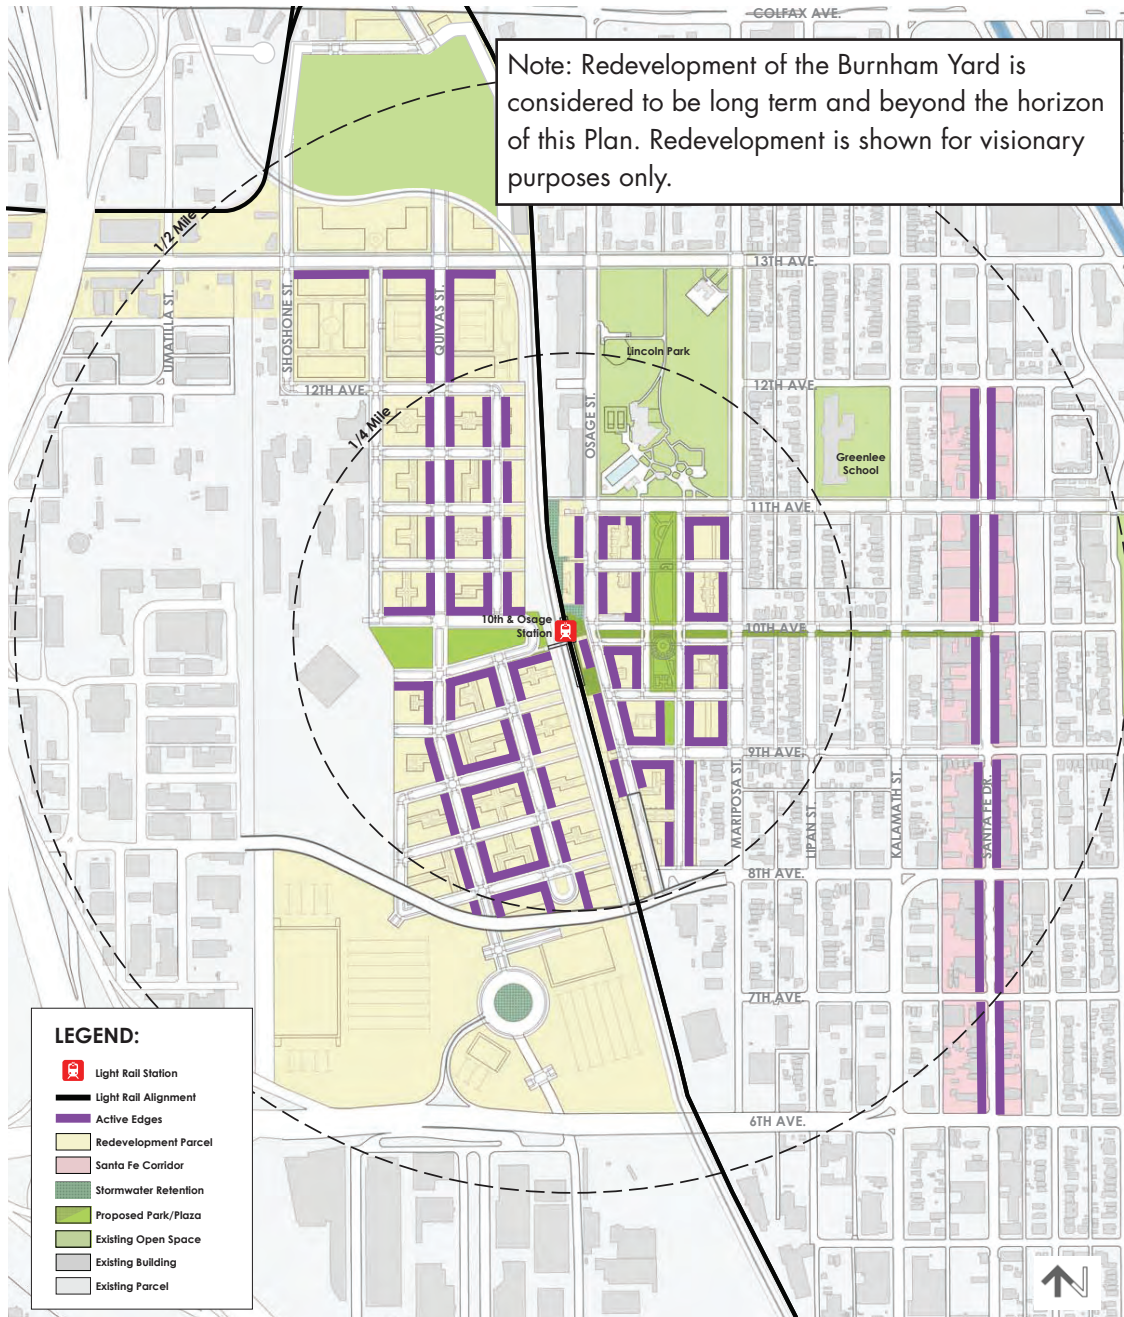 COLFAX AVE.
Note: Redevelopment of the Burnham Yard is
considered to be long term and beyond the horizon
of this Plan. Redevelopment is shown for visionary
purposes only.
1/2 Mile
13TH AVE.
UMATILLA ST.
SHOSHONE ST.
QUIVAS ST.
Lincoln Park
12TH AVE.
12TH AVE.
1/4 Mile
OSAGE ST.
Greenlee
School
11TH AVE.
10th & Osage
Station
10TH AVE.
9TH AVE.
MARIPOSA ST.
LIPAN ST.
KALAMATH ST.
SANTA FE DR.
8TH AVE.
7TH AVE.
6TH AVE.
LEGEND:
Light Rail Station
Light Rail Alignment
Active Edges
Redevelopment Parcel
Santa Fe Corridor
Stormwater Retention
Proposed Park/Plaza
Existing Open Space
Existing Building
Existing Parcel
N